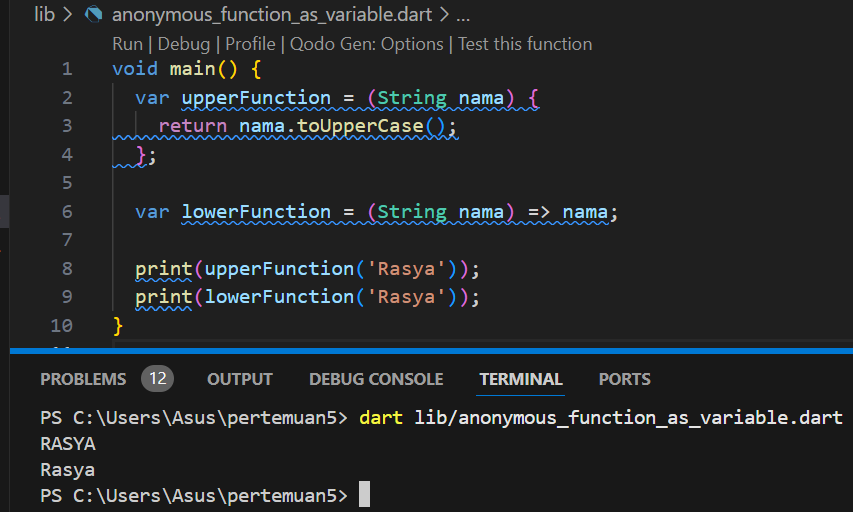 lib > anonymous_function_as_variable.dart > ...
Run | Debug | Profile | Qodo Gen: Options | Test this function
1 void main() {
2 var upperFunction = (String nama) {
3 return nama.toUpperCase();
4 };
5
6 var lowerFunction = (String nama) => nama;
7
8 print(upperFunction('Rasya'));
9 print(lowerFunction('Rasya'));
10 }
PROBLEMS 12 OUTPUT DEBUG CONSOLE TERMINAL PORTS
PS C:\Users\Asus\pertemuan5> dart lib/anonymous_function_as_variable.dart
RASYA
Rasya
PS C:\Users\Asus\pertemuan5>